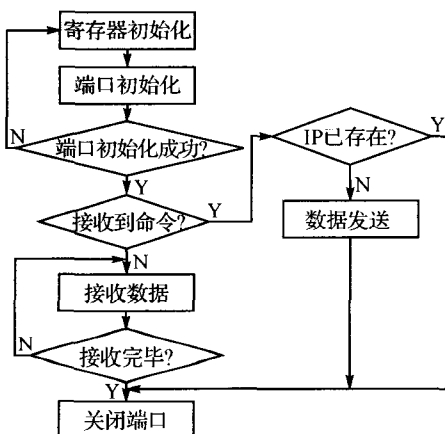 寄存器初始化
端口初始化
N
端口初始化成功?
Y
接收到命令?
Y
N
接收数据
N
接收完毕?
Y
关闭端口
IP已存在?
Y
N
数据发送